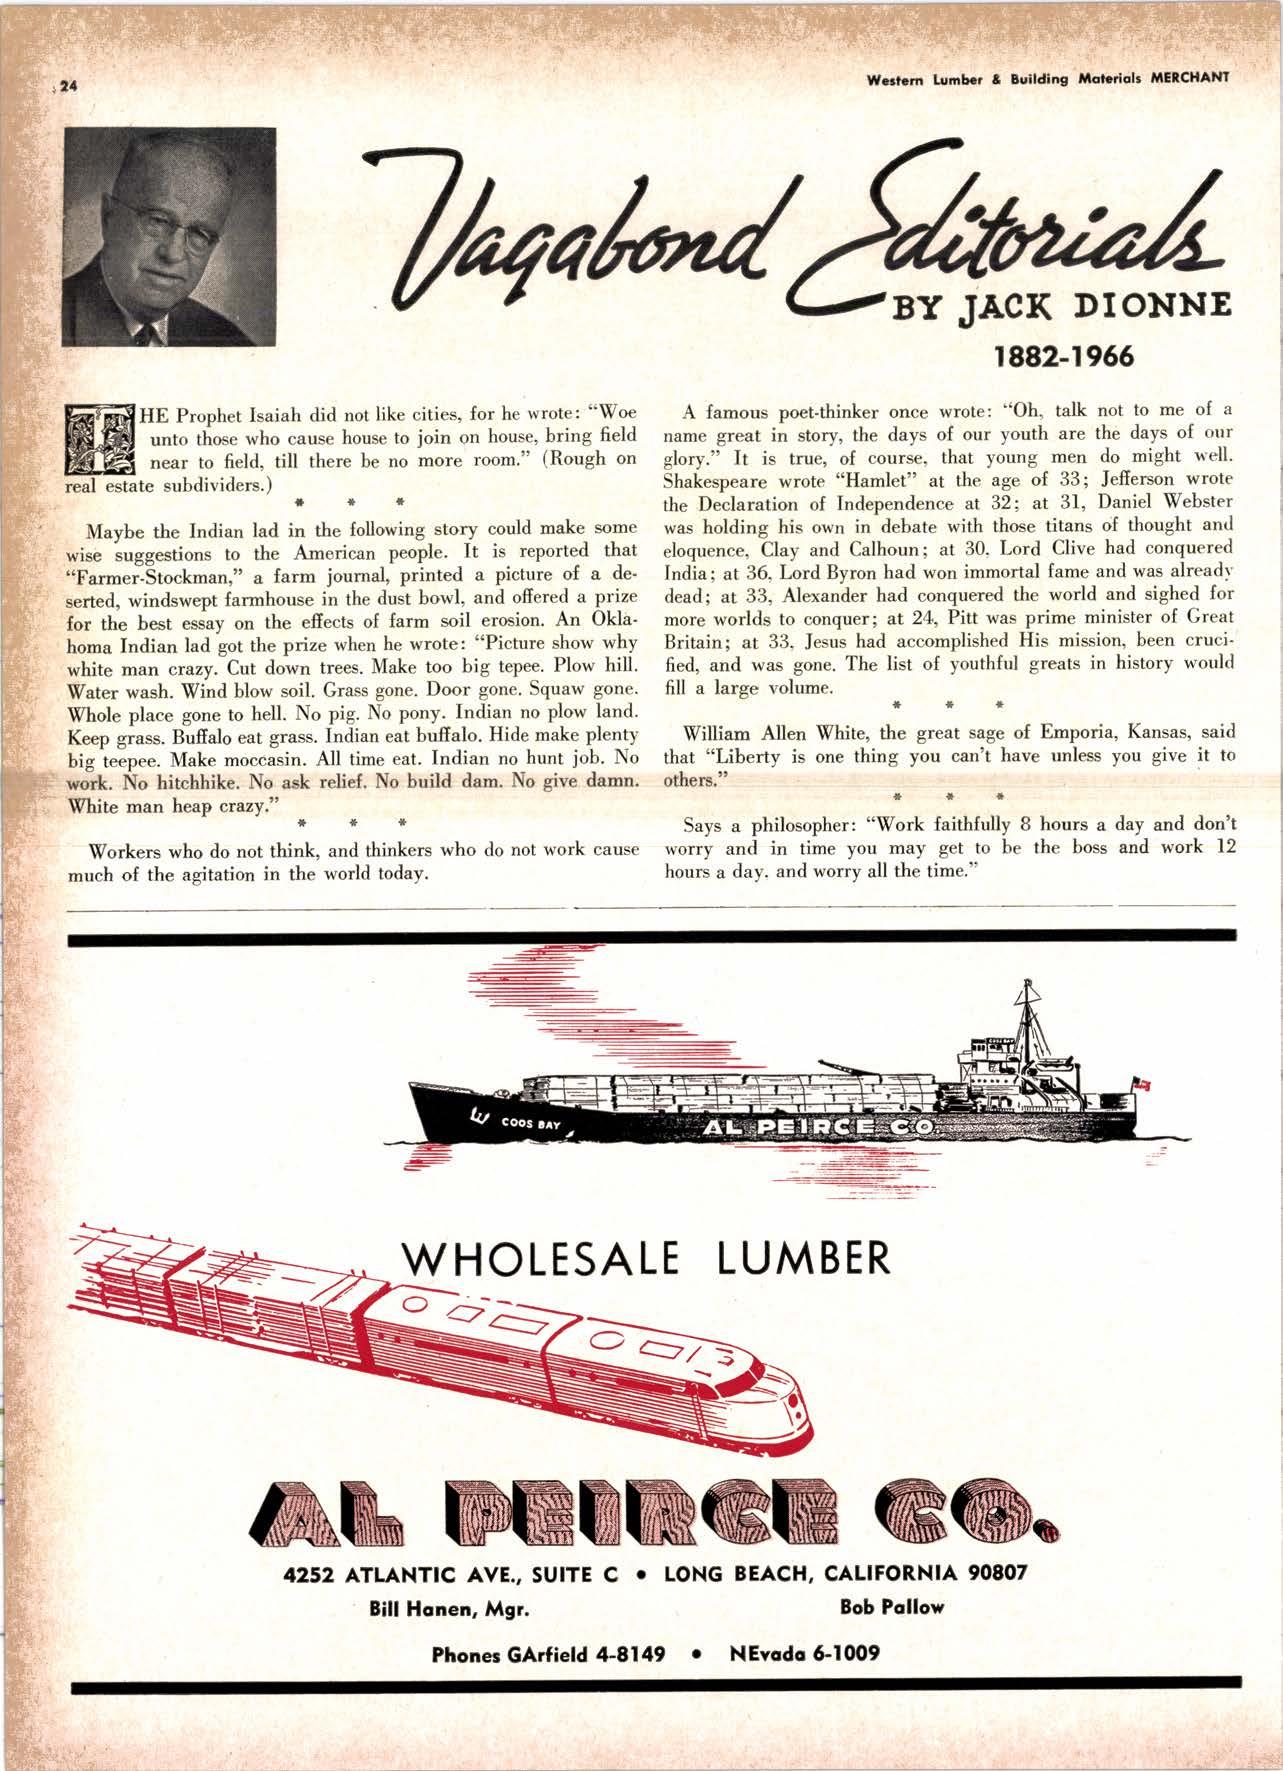 24
Western Lumber & Building Materials MERCHANT
Vagabond Editorials
BY JACK DIONNE
1882-1966
THE Prophet Isaiah did not like cities, for he wrote: “Woe
unto those who cause house to join on house, bring field
near to field, till there be no more room.” (Rough on
real estate subdividers.)
* * *
Maybe the Indian lad in the following story could make some
wise suggestions to the American people. It is reported that
“Farmer-Stockman,” a farm journal, printed a picture of a de-
serted, windswept farmhouse in the dust bowl, and offered a prize
for the best essay on the effects of farm soil erosion. An Okla-
homa Indian lad got the prize when he wrote: “Picture show why
white man crazy. Cut down trees. Make too big tepee. Plow hill.
Water wash. Wind blow soil. Grass gone. Door gone. Squaw gone.
Whole place gone to hell. No pig. No pony. Indian no plow land.
Keep grass. Buffalo eat grass. Indian eat buffalo. Hide make plenty
big teepee. Make moccasin. All time eat. Indian no hunt job. No
work. No hitchhike. No ask relief. No build dam. No give damn.
White man heap crazy.”
* * *
Workers who do not think, and thinkers who do not work cause
much of the agitation in the world today.
A famous poet-thinker once wrote: “Oh, talk not to me of a
name great in story, the days of our youth are the days of our
glory.” It is true, of course, that young men do might well.
Shakespeare wrote “Hamlet” at the age of 33; Jefferson wrote
the Declaration of Independence at 32; at 31, Daniel Webster
was holding his own in debate with those titans of thought and
eloquence, Clay and Calhoun; at 30, Lord Clive had conquered
India; at 36, Lord Byron had won immortal fame and was already
dead; at 33, Alexander had conquered the world and sighed for
more worlds to conquer; at 24, Pitt was prime minister of Great
Britain; at 33, Jesus had accomplished His mission, been cruci-
fied, and was gone. The list of youthful greats in history would
fill a large volume.
* * *
William Allen White, the great sage of Emporia, Kansas, said
that “Liberty is one thing you can’t have unless you give it to
others.”
* * *
Says a philosopher: “Work faithfully 8 hours a day and don’t
worry and in time you may get to be the boss and work 12
hours a day. and worry all the time.”
COOS BAY
COOS BAY
AL PEIRCE CO.
WHOLESALE LUMBER
AL PEIRCE CO.
4252 ATLANTIC AVE., SUITE C • LONG BEACH, CALIFORNIA 90807
Bill Hanen, Mgr. Bob Pallow
Phones GArfield 4-8149 • NEvada 6-1009